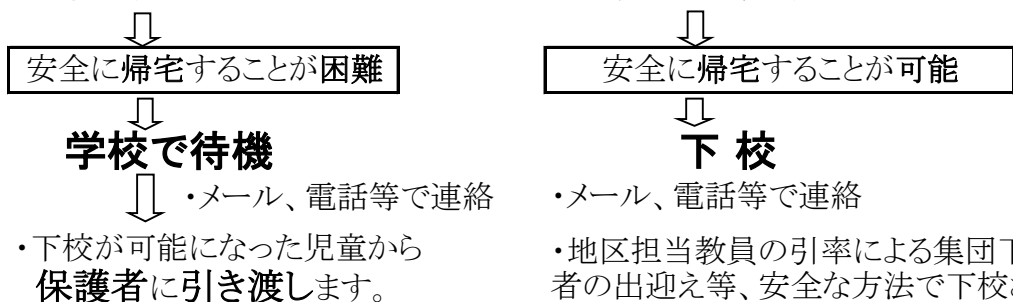 安全に帰宅することが困難
学校で待機
・メール、電話等で連絡
・下校が可能になった児童から
保護者に引き渡します。
安全に帰宅することが可能
下 校
・メール、電話等で連絡
・地区担当教員の引率による集団下
者の出迎え等、安全な方法で下校